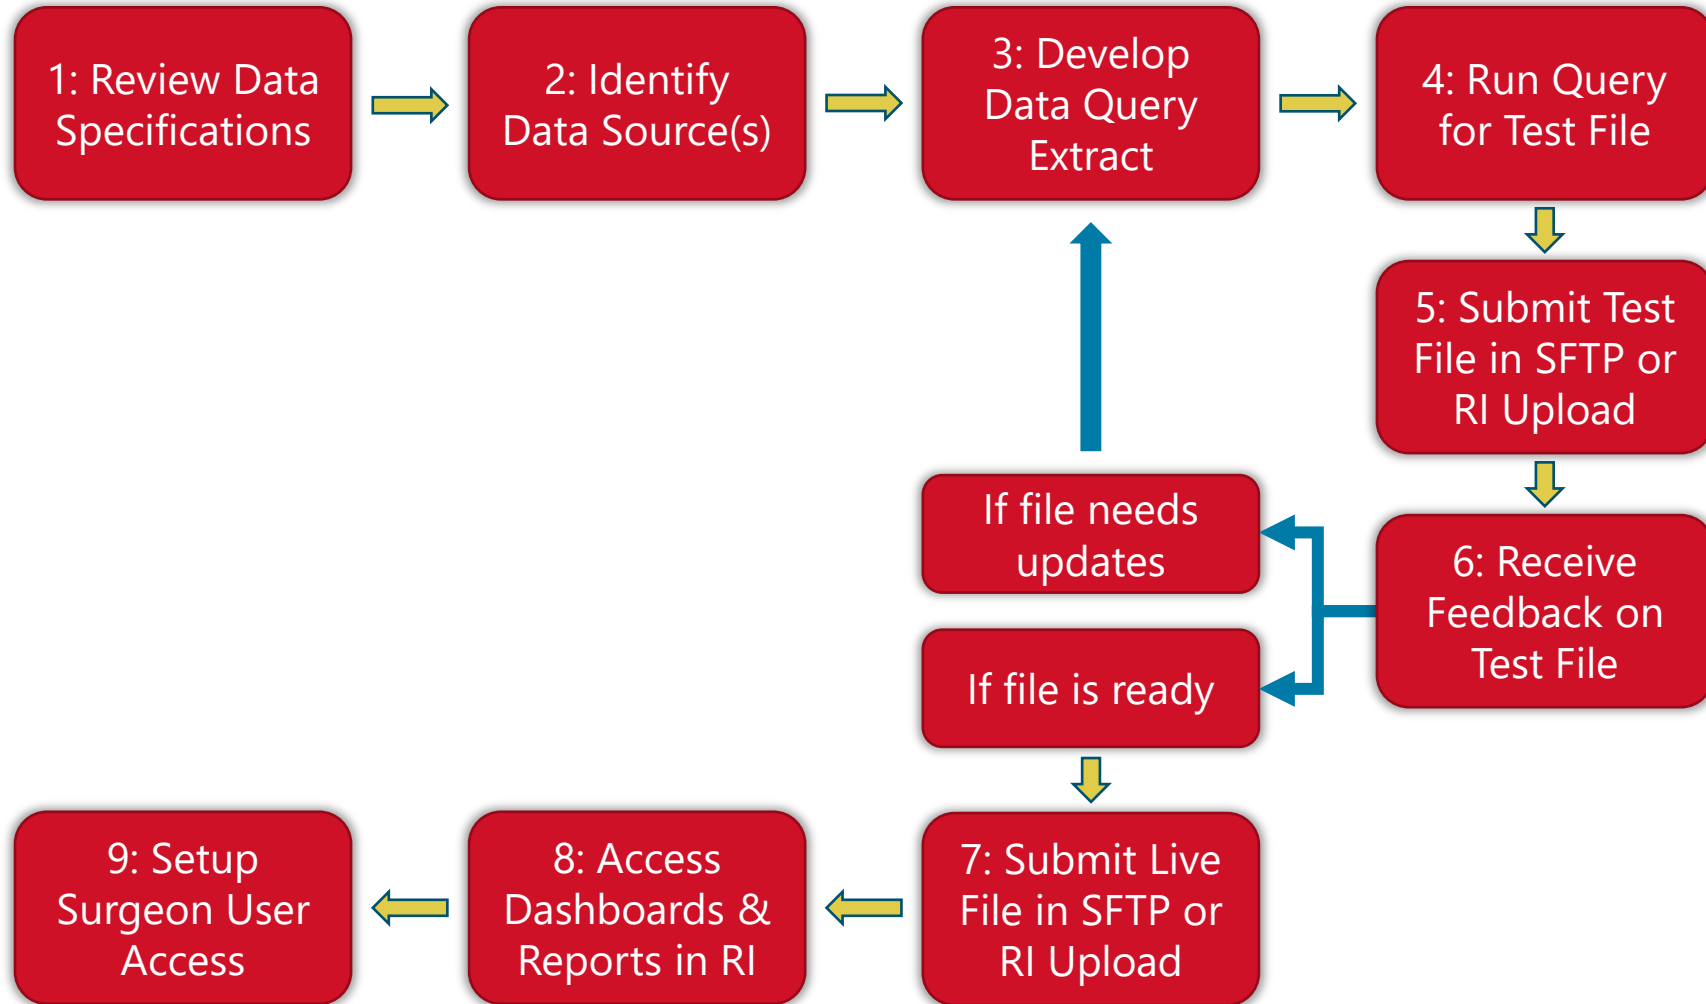 1: Review Data
Specifications
2: Identify
Data Source(s)
3: Develop
Data Query
Extract
4: Run Query
for Test File
5: Submit Test
File in SFTP or
RI Upload
6: Receive
Feedback on
Test File
If file needs
updates
If file is ready
7: Submit Live
File in SFTP or
RI Upload
8: Access
Dashboards &
Reports in RI
9: Setup
Surgeon User
Access